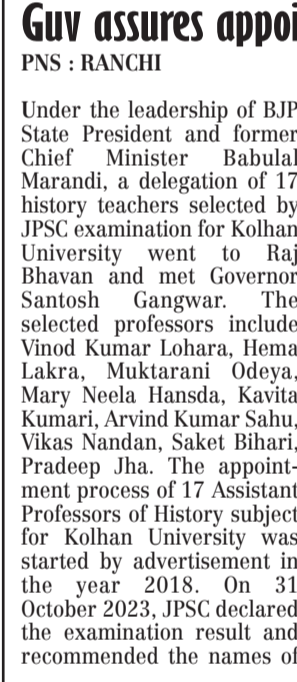 Guv assures appoi
PNS : RANCHI
Under the leadership of BJP
State President and former
Chief Minister Babulal
Marandi, a delegation of 17
history teachers selected by
JPSC examination for Kolhan
University went to Raj
Bhavan and met Governor
Santosh Gangwar. The
selected professors include
Vinod Kumar Lohara, Hema
Lakra, Muktarani Odeya,
Mary Neela Hansda, Kavita
Kumari, Arvind Kumar Sahu,
Vikas Nandan, Saket Bihari,
Pradeep Jha. The appoint-
ment process of 17 Assistant
Professors of History subject
for Kolhan University was
started by advertisement in
the year 2018. On 31
October 2023, JPSC declared
the examination result and
recommended the names of